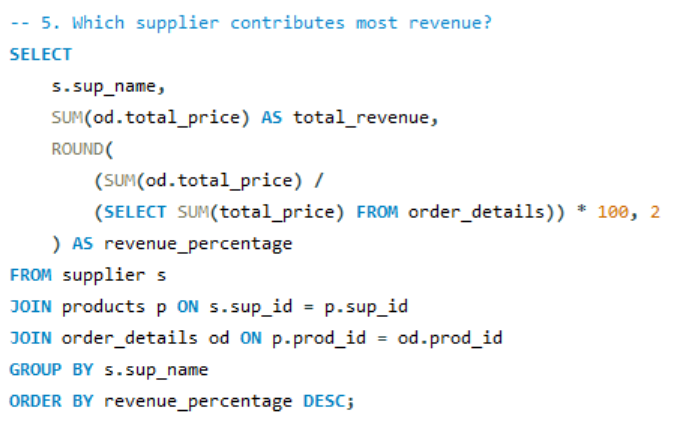 -- 5. Which supplier contributes most revenue?
SELECT
    s.sup_name,
    SUM(od.total_price) AS total_revenue,
    ROUND(
        (SUM(od.total_price) /
        (SELECT SUM(total_price) FROM order_details)) * 100, 2
    ) AS revenue_percentage
FROM supplier s
JOIN products p ON s.sup_id = p.sup_id
JOIN order_details od ON p.prod_id = od.prod_id
GROUP BY s.sup_name
ORDER BY revenue_percentage DESC;